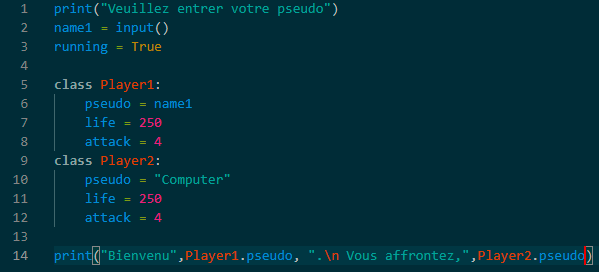 1 print("Veuillez entrer votre pseudo")
2 name1 = input()
3 running = True
4
5 class Player1:
6     pseudo = name1
7     life = 250
8     attack = 4
9 class Player2:
10     pseudo = "Computer"
11     life = 250
12     attack = 4
13
14 print("Bienvenu",Player1.pseudo, ".\n Vous affrontez,",Player2.pseudo)